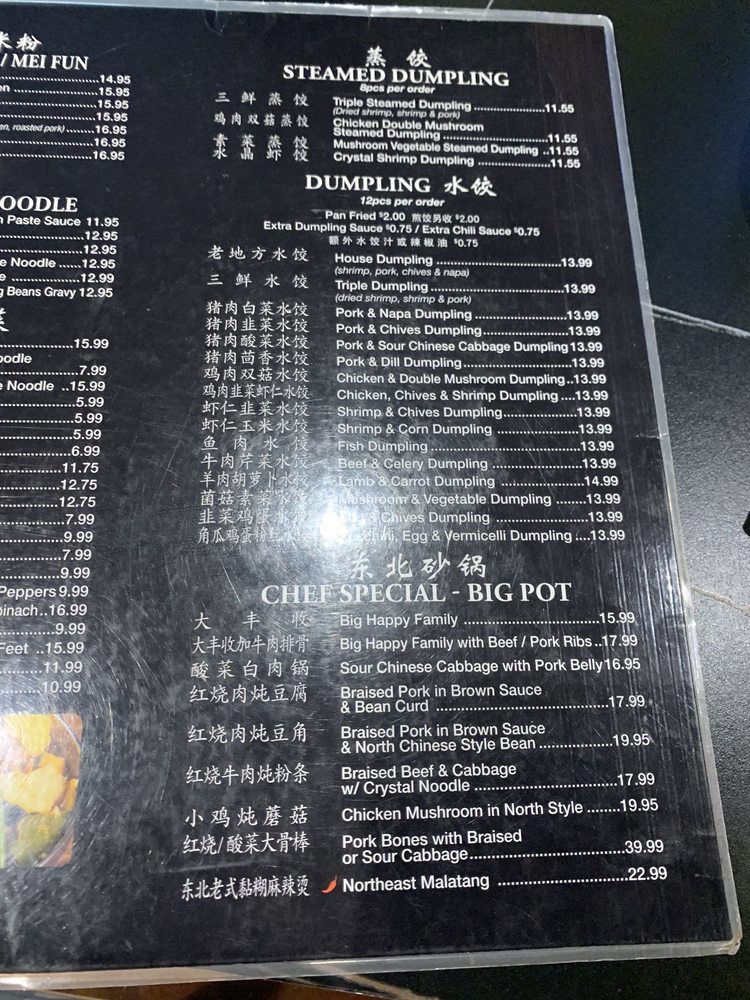 米粉
/ MEI FUN
14.95
en 15.95
15.95
15.95
en, roasted pork) 16.95
16.95
16.95
OODLE
n Paste Sauce 11.95
12.95
12.95
e Noodle 12.95
e 12.95
g Beans Gravy 12.95
菜
15.99
oodle
7.99
e Noodle 15.99
5.99
5.99
5.99
6.99
11.75
12.75
12.75
7.99
9.99
7.99
9.99
Peppers 9.99
pinach 16.99
9.99
Feet 15.99
11.99
10.99
蒸饺
STEAMED DUMPLING
8pcs per order
三鲜蒸饺 Triple Steamed Dumpling 11.55
(Dried shrimp, shrimp & pork)
鸡肉双菇蒸饺 Chicken Double Mushroom
Steamed Dumpling 11.55
素菜蒸饺 Mushroom Vegetable Steamed Dumpling 11.55
水晶虾饺 Crystal Shrimp Dumpling 11.55
DUMPLING 水饺
12pcs per order
Pan Fried $2.00 煎饺另收 $2.00
Extra Dumpling Sauce $0.75 / Extra Chili Sauce $0.75
额外水饺汁或辣椒油 $0.75
老地方水饺 House Dumpling 13.99
(shrimp, pork, chives & napa)
三鲜水饺 Triple Dumpling 13.99
(dried shrimp, shrimp & pork)
猪肉白菜水饺 Pork & Napa Dumpling 13.99
猪肉韭菜水饺 Pork & Chives Dumpling 13.99
猪肉酸菜水饺 Pork & Sour Chinese Cabbage Dumpling 13.99
猪肉茴香水饺 Pork & Dill Dumpling 13.99
鸡肉双菇水饺 Chicken & Double Mushroom Dumpling 13.99
鸡肉韭菜虾仁水饺 Chicken, Chives & Shrimp Dumpling 13.99
虾仁韭菜水饺 Shrimp & Chives Dumpling 13.99
虾仁玉米水饺 Shrimp & Corn Dumpling 13.99
鱼肉水饺 Fish Dumpling 13.99
牛肉芹菜水饺 Beef & Celery Dumpling 13.99
羊肉胡萝卜水饺 Lamb & Carrot Dumpling 14.99
菌菇素菜水饺 Mushroom & Vegetable Dumpling 13.99
韭菜鸡蛋水饺 & Chives Dumpling 13.99
角瓜鸡蛋粉丝水饺 Egg & Vermicelli Dumpling 13.99
东北砂锅
CHEF SPECIAL - BIG POT
大丰收 Big Happy Family 15.99
大丰收加牛肉排骨 Big Happy Family with Beef / Pork Ribs 17.99
酸菜白肉锅 Sour Chinese Cabbage with Pork Belly 16.95
红烧肉炖豆腐 Braised Pork in Brown Sauce
& Bean Curd 17.99
红烧肉炖豆角 Braised Pork in Brown Sauce
& North Chinese Style Bean 19.95
红烧牛肉炖粉条 Braised Beef & Cabbage
w/ Crystal Noodle 17.99
小鸡炖蘑菇 Chicken Mushroom in North Style 19.95
红烧/酸菜大骨棒 Pork Bones with Braised
or Sour Cabbage 39.99
东北老式黏糊麻辣烫 Northeast Malatang 22.99